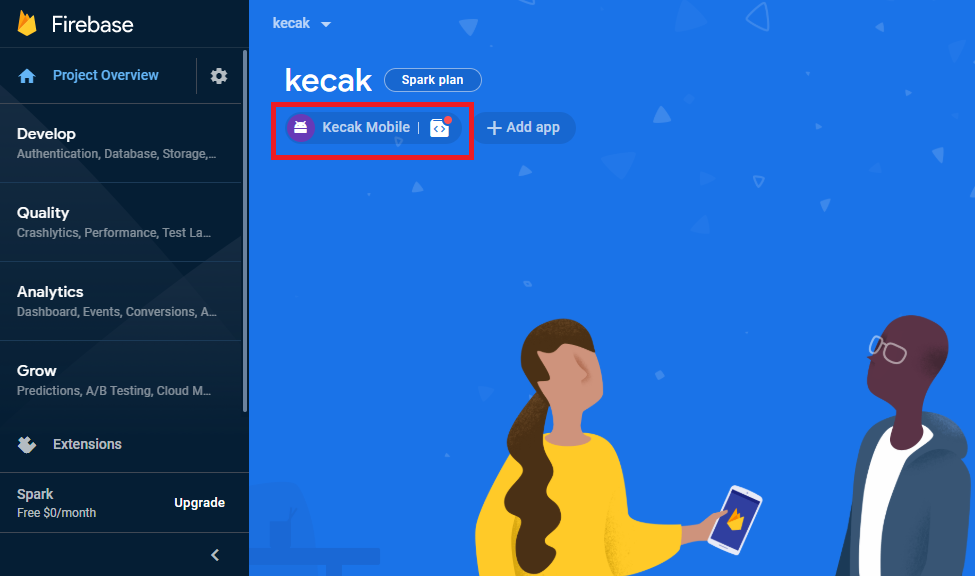 Firebase
kecak
Project Overview
kecak
Spark plan
Kecak Mobile |
+ Add app
Develop
Authentication, Database, Storage,...
Quality
Crashlytics, Performance, Test La...
Analytics
Dashboard, Events, Conversions, A...
Grow
Predictions, A/B Testing, Cloud M...
Extensions
Spark
Free $0/month
Upgrade